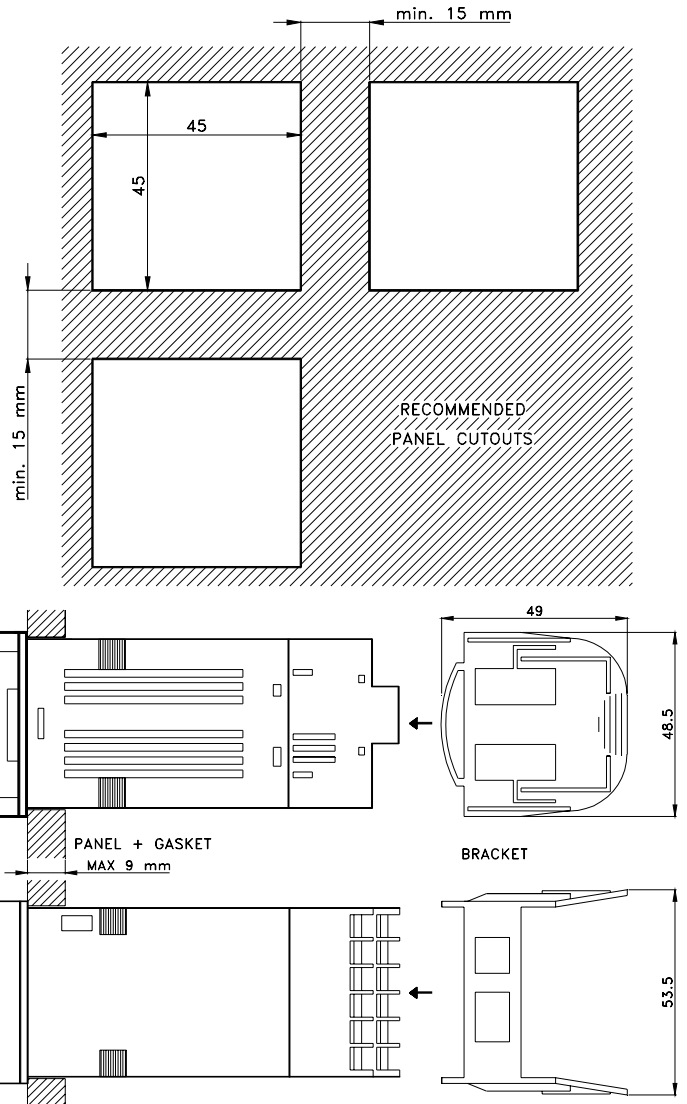 min. 15 mm
45
45
min. 15 mm
RECOMMENDED
PANEL CUTOUTS
49
48.5
PANEL + GASKET
MAX 9 mm
BRACKET
53.5